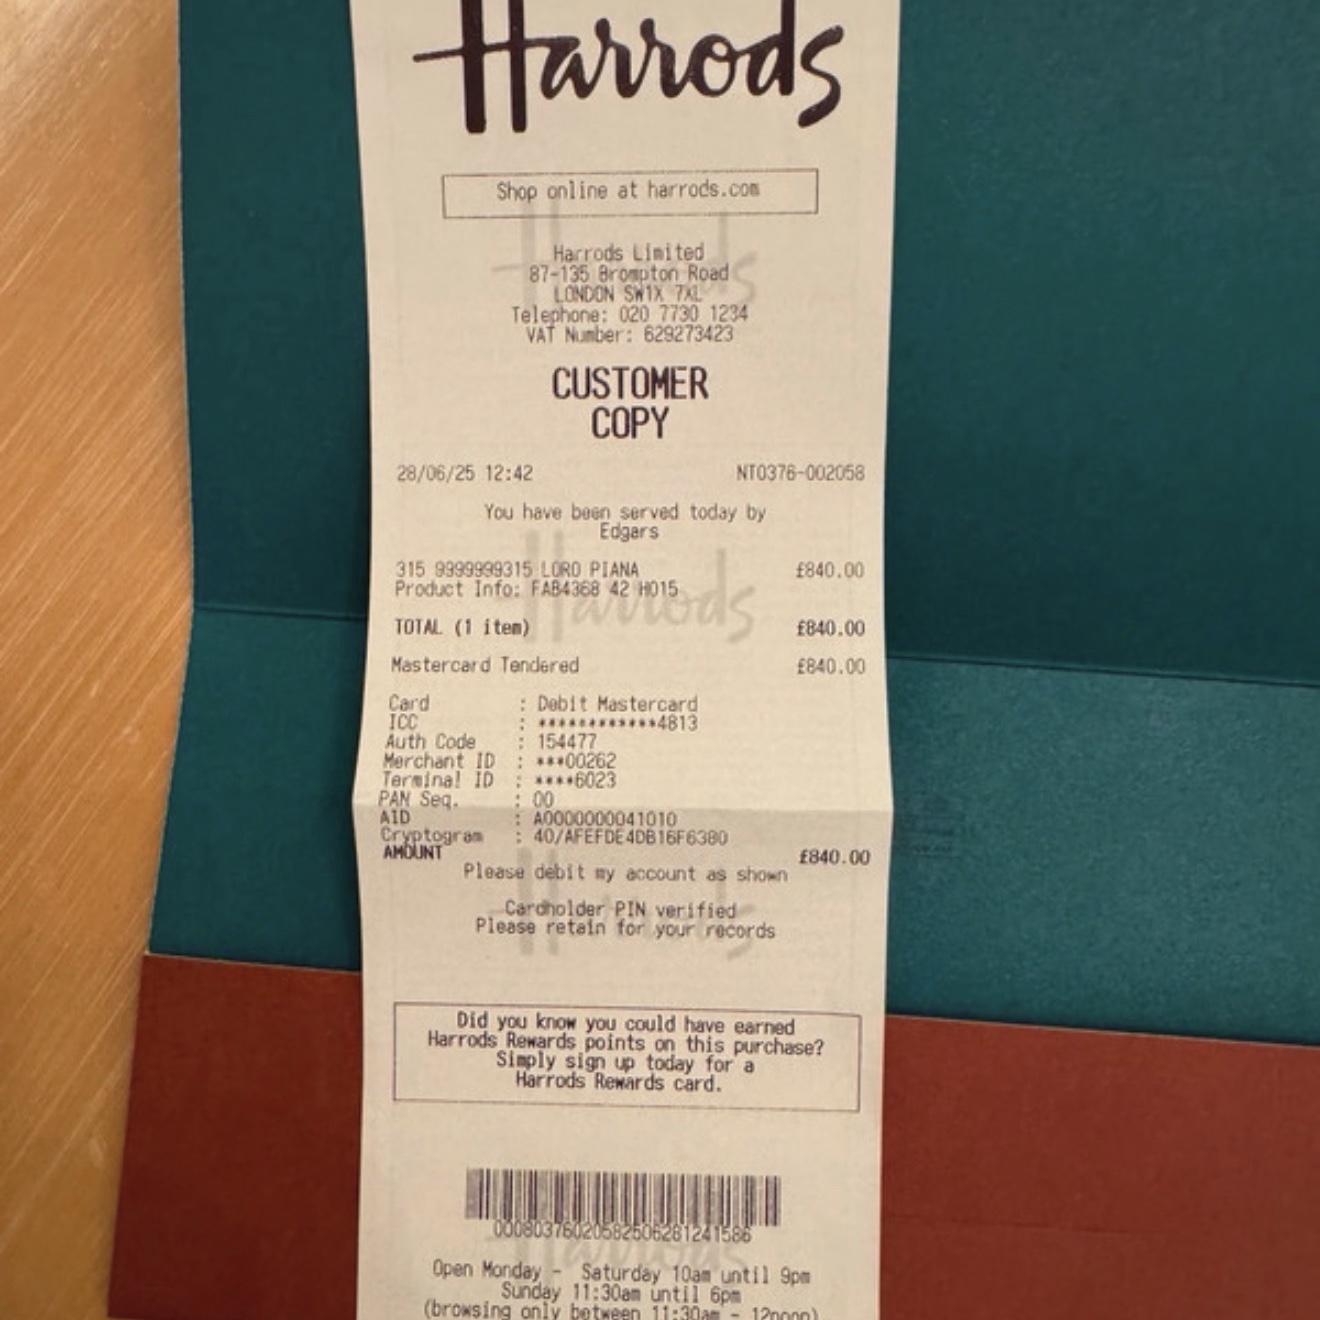 Harrods
Shop online at harrods.com
Harrods Limited
87-135 Brompton Road
LONDON SW1X 7XL
Telephone: 020 7730 1234
VAT Number: 629273423
CUSTOMER
COPY
28/06/25 12:42 NT0376-002058
You have been served today by
Edgars
315 9999999315 LORO PIANA £840.00
Product Info: FAB4368 42 H015
TOTAL (1 item) £840.00
Mastercard Tendered £840.00
Card : Debit Mastercard
ICC : ************4813
Auth Code : 154477
Merchant ID : ***00262
Terminal ID : ****6023
PAN Seq. : 00
AID : A0000000041010
Cryptogram : 40/AFEFDE4DB16F6380
AMOUNT £840.00
Please debit my account as shown
Cardholder PIN verified
Please retain for your records
Did you know you could have earned
Harrods Rewards points on this purchase?
Simply sign up today for a
Harrods Rewards card.
Open Monday - Saturday 10am until 9pm
Sunday 11:30am until 6pm
(browsing only between 11:30am - 12noon)